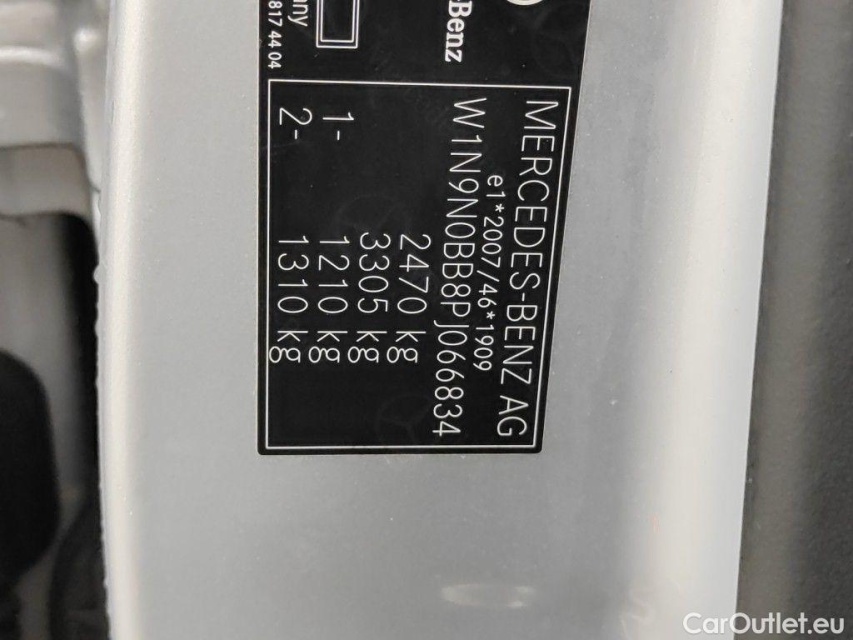 -Benz
ny
817 44 04
MERCEDES-BENZ AG
e1*2007/46*1909
W1N9N0BB8PJ066834
2470 kg
3305 kg
1- 1210 kg
2- 1310 kg
CarOutlet.eu